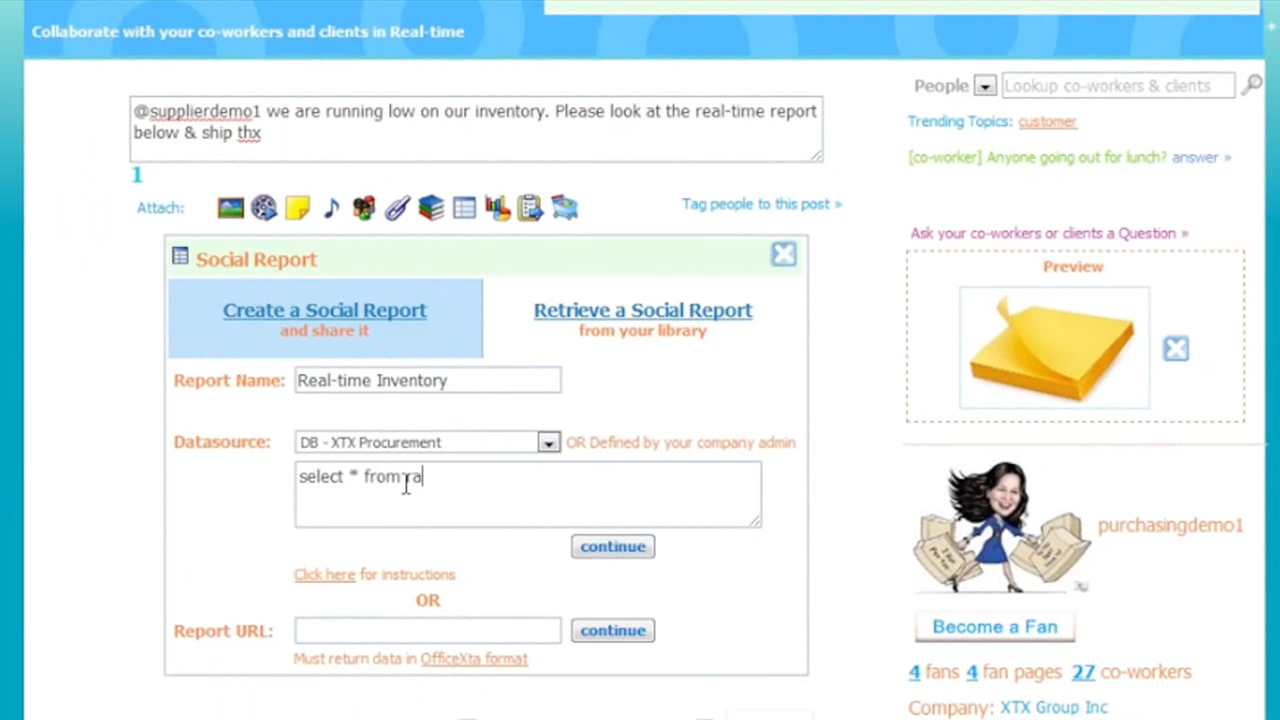 Collaborate with your co-workers and clients in Real-time
@supplierdemo1 we are running low on our inventory. Please look at the real-time report
below & ship thx
1
Attach:
Tag people to this post »
Social Report
Create a Social Report
and share it
Retrieve a Social Report
from your library
Report Name: Real-time Inventory
Datasource: DB - XTX Procurement OR Defined by your company admin
select * from ra
continue
Click here for instructions
OR
Report URL: continue
Must return data in OfficeXta format
People Lookup co-workers & clients
Trending Topics: customer
[co-worker] Anyone going out for lunch? answer »
Ask your co-workers or clients a Question »
Preview
purchasingdemo1
Become a Fan
4 fans 4 fan pages 27 co-workers
Company: XTX Group Inc